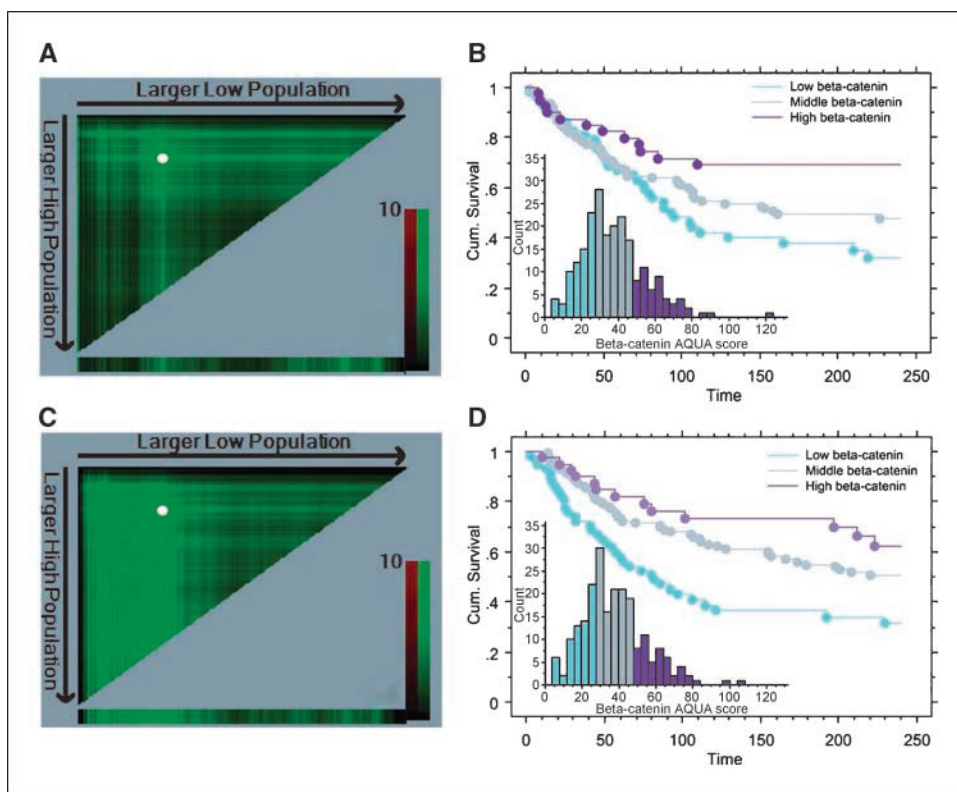 A
Larger Low Population
Larger High Population
10
B
Cum. Survival
1
.8
.6
.4
.2
0
0
50
100
150
200
250
Time
Low beta-catenin
Middle beta-catenin
High beta-catenin
Count
35
30
25
20
15
10
5
0
0
20
40
60
80
100
120
Beta-catenin AQUA score
C
Larger Low Population
Larger High Population
10
D
Cum. Survival
1
.8
.6
.4
.2
0
0
50
100
150
200
250
Time
Low beta-catenin
Middle beta-catenin
High beta-catenin
Count
35
30
25
20
15
10
5
0
0
20
40
60
80
100
120
Beta-catenin AQUA score